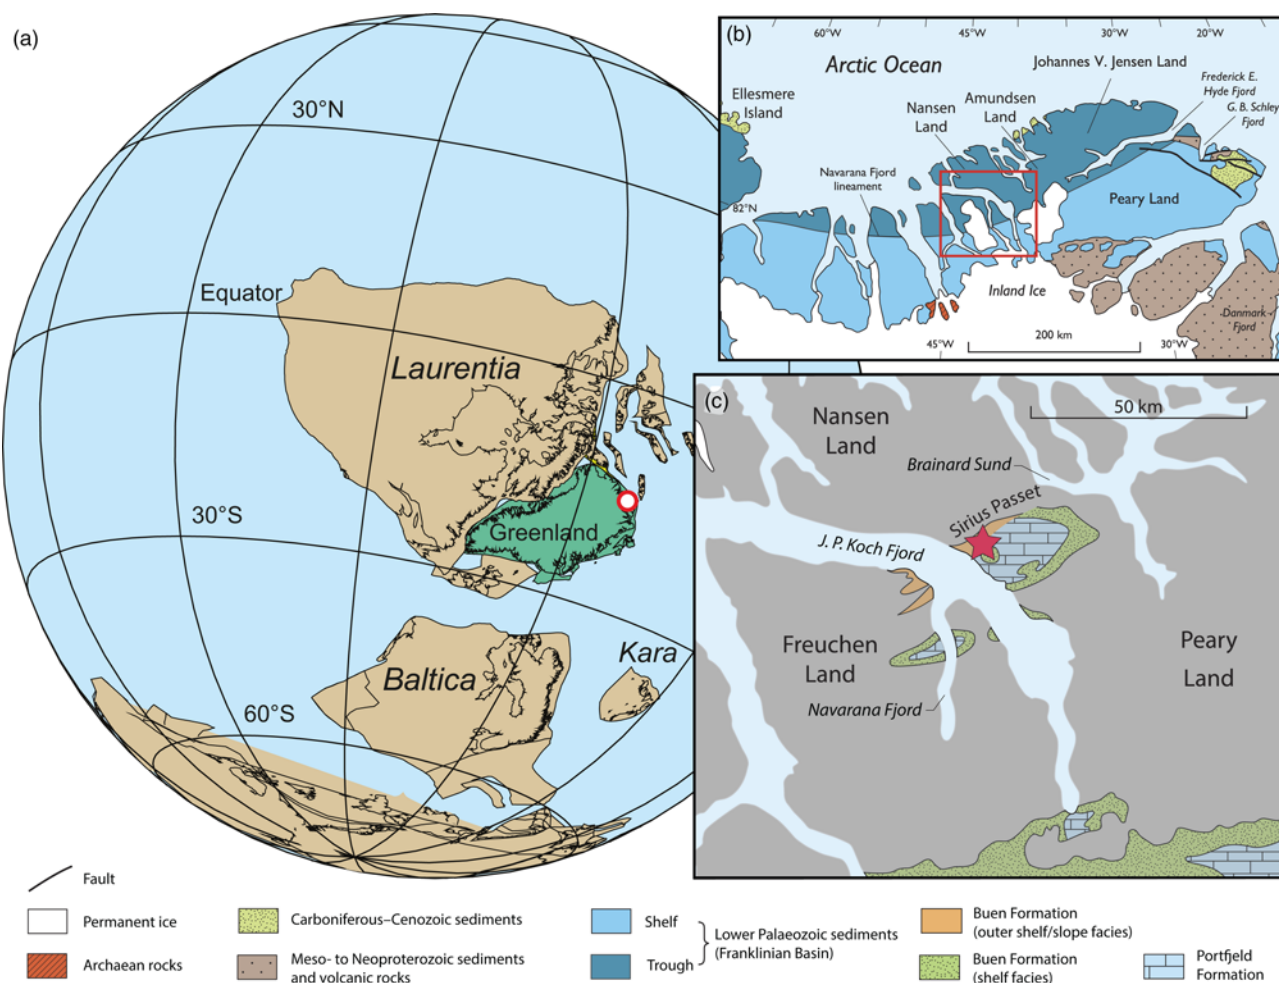 (a)
30°N
Equator
Laurentia
30°S
Greenland
Baltica
Kara
60°S
(b)
60°W
45°W
30°W
20°W
Arctic Ocean
Johannes V. Jensen Land
Ellesmere
Island
Nansen
Land
Amundsen
Land
Frederick E.
Hyde Fjord
G. B. Schley
Fjord
Navarana Fjord
lineament
82°N
Peary Land
Inland Ice
Danmark
Fjord
200 km
45°W
30°W
(c)
50 km
Nansen
Land
Brainard Sund
Sirius Passet
J. P. Koch Fjord
Freuchen
Land
Peary
Land
Navarana Fjord
Fault
Permanent ice
Archaean rocks
Carboniferous–Cenozoic sediments
Meso- to Neoproterozoic sediments
and volcanic rocks
Shelf
Trough
Lower Palaeozoic sediments
(Franklinian Basin)
Buen Formation
(outer shelf/slope facies)
Buen Formation
(shelf facies)
Portfjeld
Formation